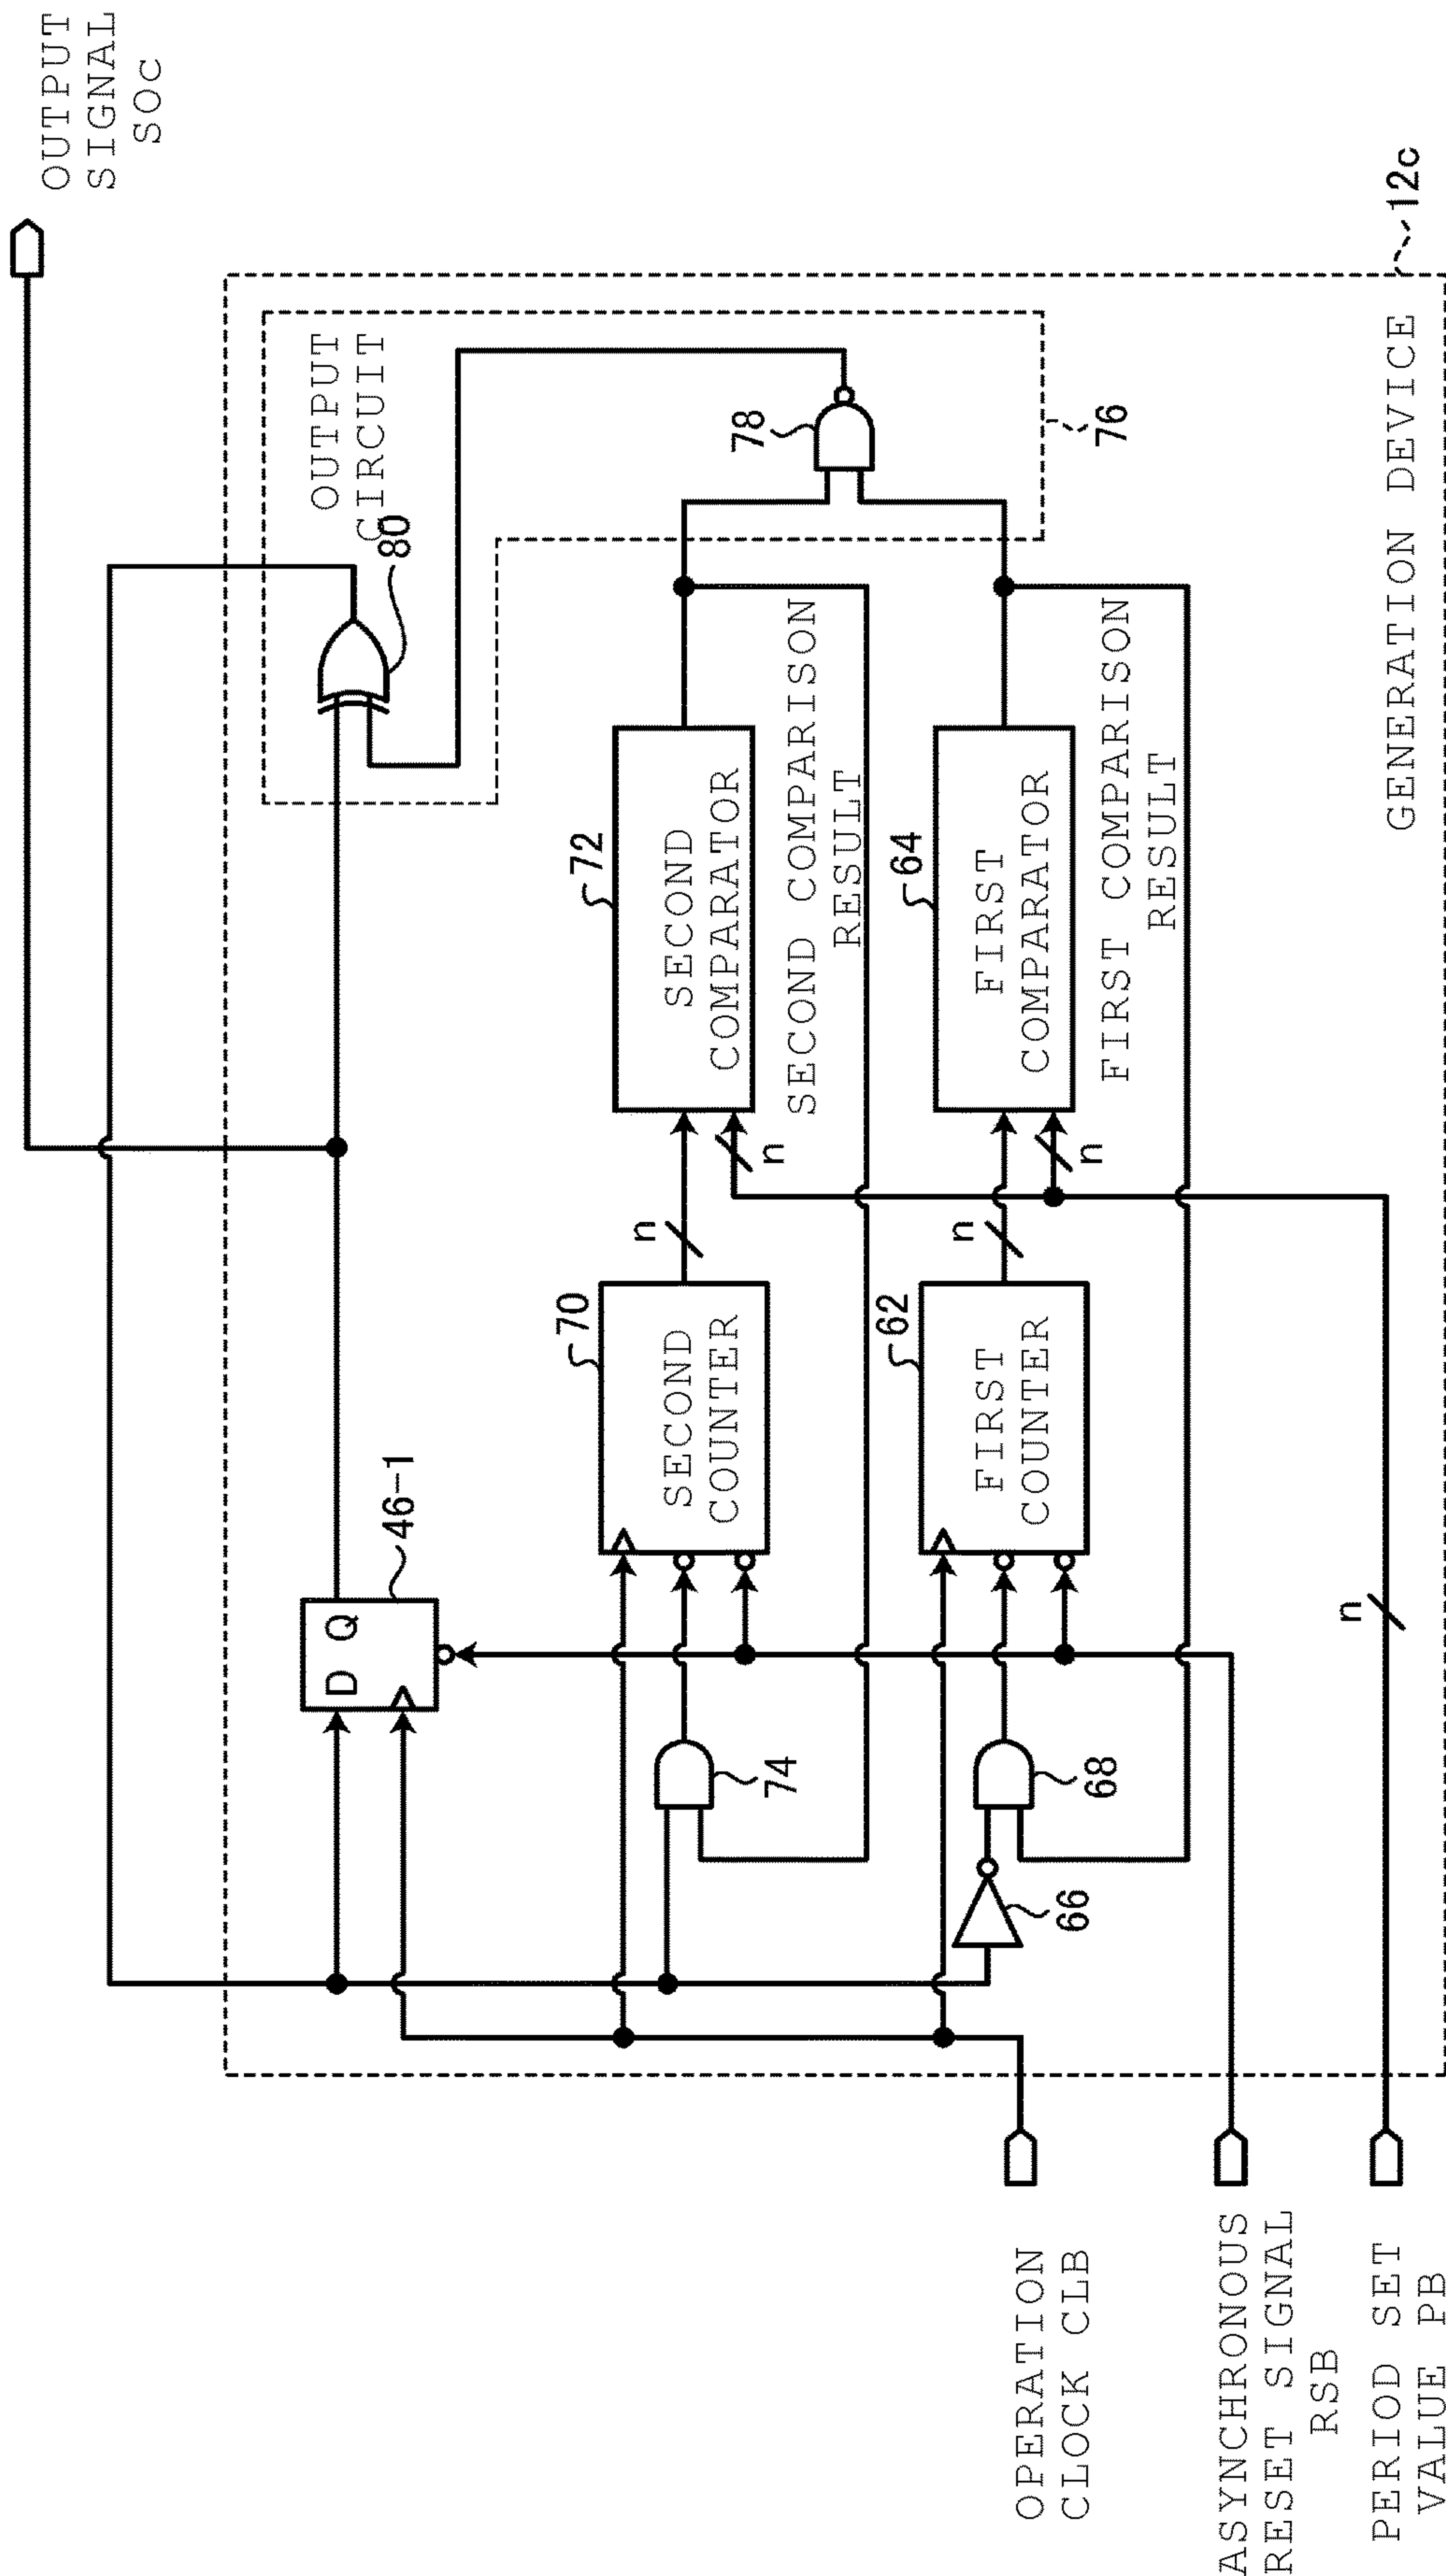 OUTPUT
SIGNAL
SOc
12c
GENERATION DEVICE
OUTPUT
CIRCUIT
80
78
76
72
SECOND
COMPARATOR
SECOND COMPARISON
RESULT
64
FIRST
COMPARATOR
FIRST COMPARISON
RESULT
n
n
n
n
70
SECOND
COUNTER
62
FIRST
COUNTER
46-1
D Q
n
74
68
66
OPERATION
CLOCK CLB
ASYNCHRONOUS
RESET SIGNAL
RSB
PERIOD SET
VALUE PB